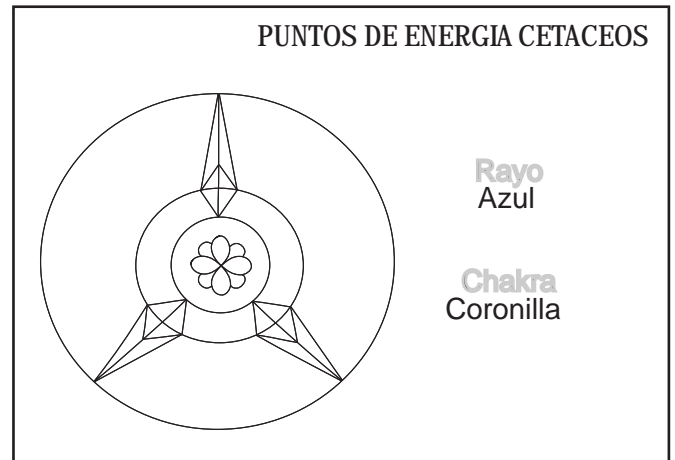 PUNTOS DE ENERGIA CETACEOS
Rayo
Azul
Chakra
Coronilla